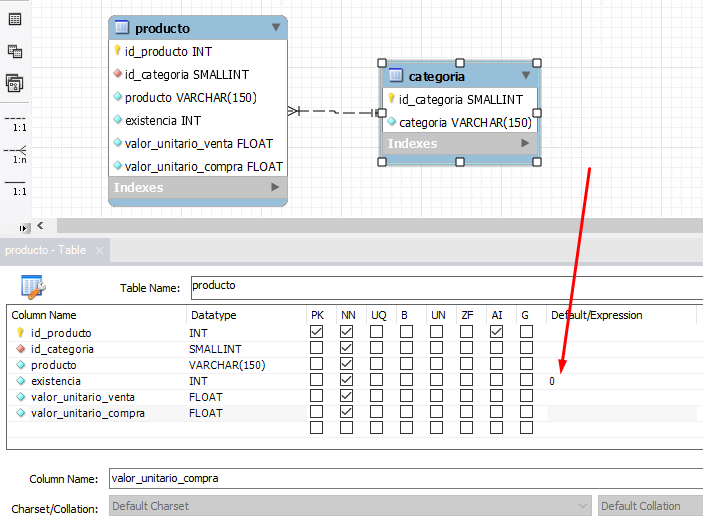 producto
id_producto INT
id_categoria SMALLINT
producto VARCHAR(150)
existencia INT
valor_unitario_venta FLOAT
valor_unitario_compra FLOAT
Indexes
categoria
id_categoria SMALLINT
categoria VARCHAR(150)
Indexes
1:1
1:n
1:1
producto - Table
Table Name: producto
Column Name Datatype PK NN UQ B UN ZF AI G Default/Expression
id_producto INT
id_categoria SMALLINT
producto VARCHAR(150)
existencia INT 0
valor_unitario_venta FLOAT
valor_unitario_compra FLOAT
Column Name: valor_unitario_compra
Charset/Collation: Default Charset Default Collation